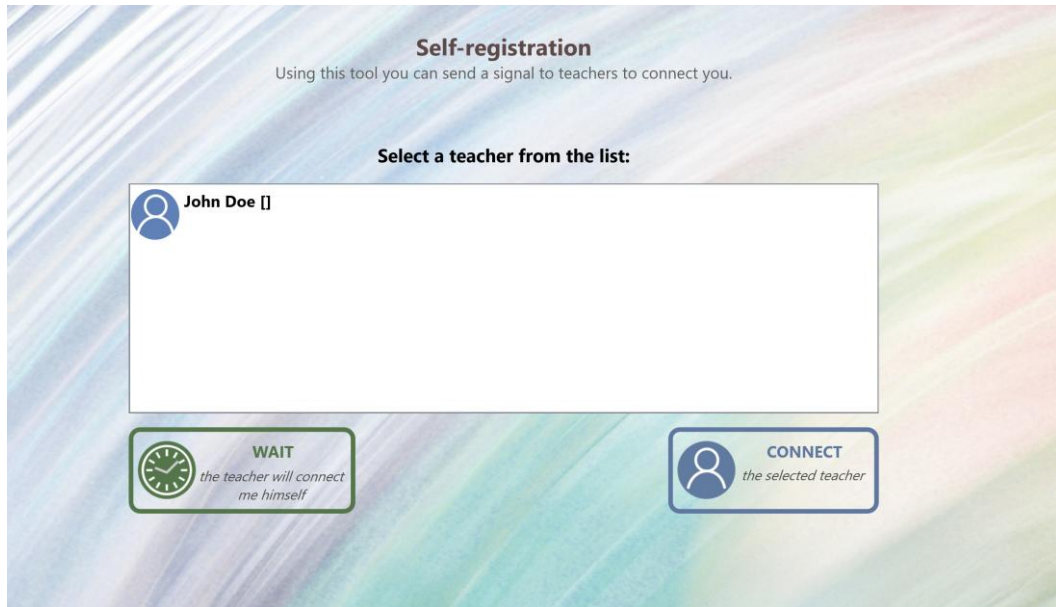 Self-registration
Using this tool you can send a signal to teachers to connect you.
Select a teacher from the list:
John Doe []
WAIT
the teacher will connect
me himself
CONNECT
the selected teacher